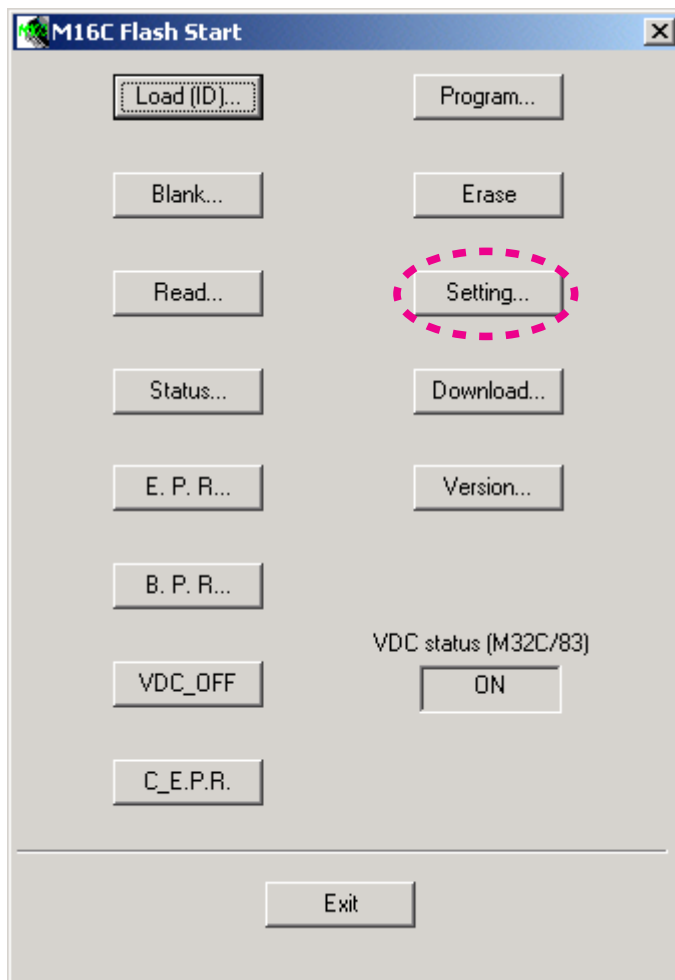 M16C Flash Start
Load (ID)... Program...
Blank... Erase
Read... Setting...
Status... Download...
E. P. R... Version...
B. P. R...
VDC status (M32C/83)
VDC_OFF ON
C_E.P.R.
Exit